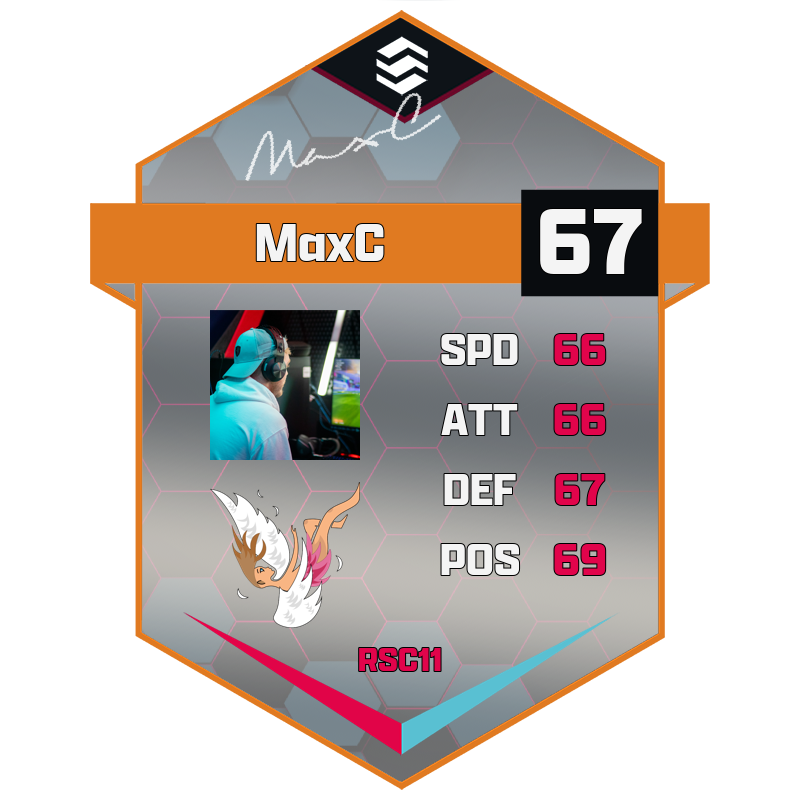 MaxC
MaxC 67
SPD 66
ATT 66
DEF 67
POS 69
RSC11